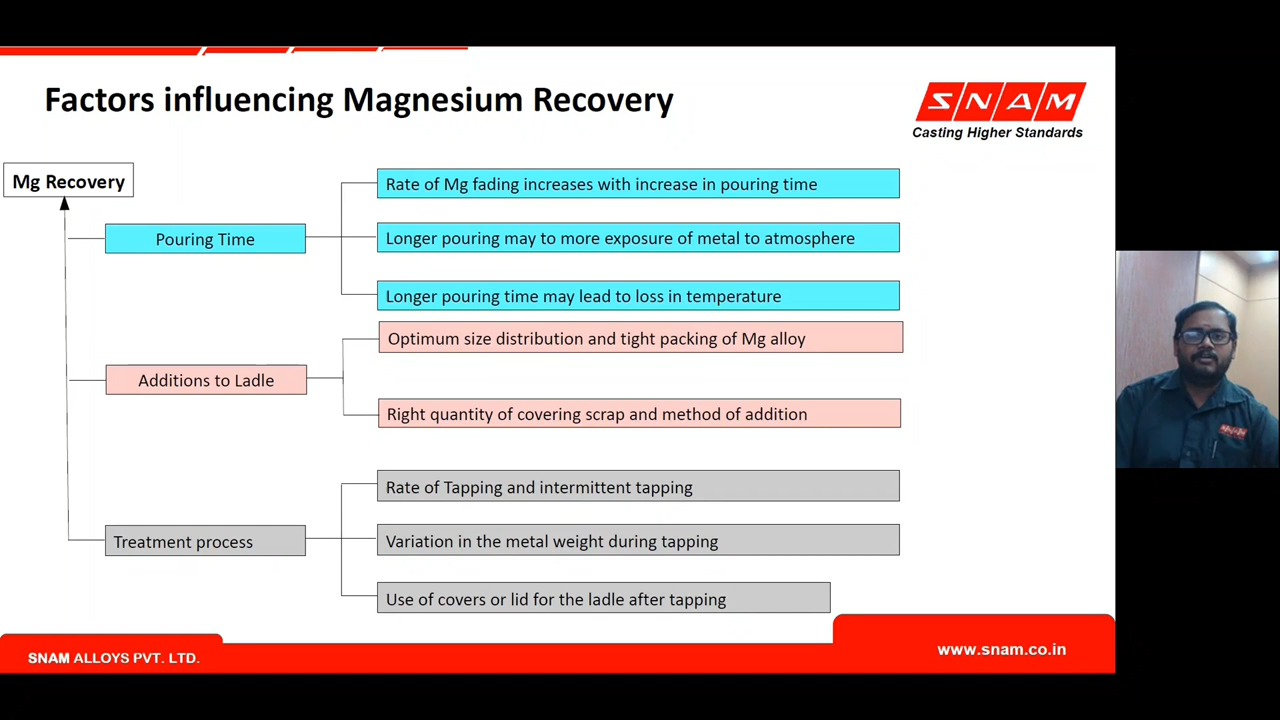 Factors influencing Magnesium Recovery
SNAM
Casting Higher Standards
Mg Recovery
Pouring Time
Rate of Mg fading increases with increase in pouring time
Longer pouring may to more exposure of metal to atmosphere
Longer pouring time may lead to loss in temperature
Additions to Ladle
Optimum size distribution and tight packing of Mg alloy
Right quantity of covering scrap and method of addition
Treatment process
Rate of Tapping and intermittent tapping
Variation in the metal weight during tapping
Use of covers or lid for the ladle after tapping
SNAM ALLOYS PVT. LTD.
www.snam.co.in
SNAM